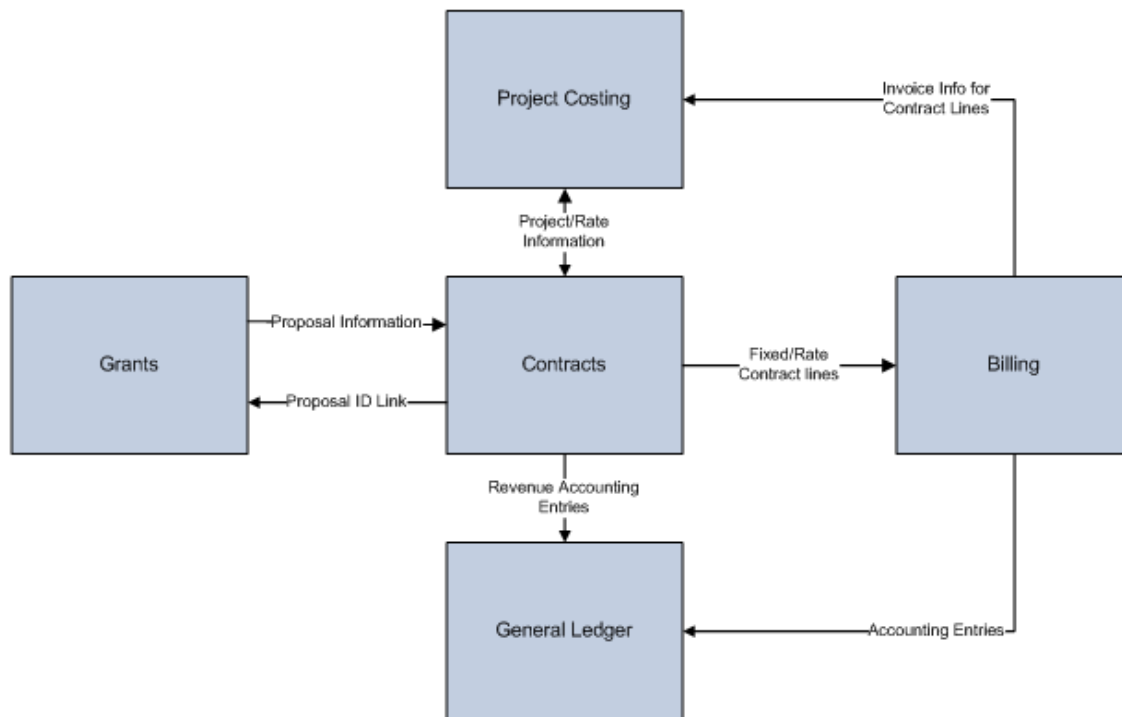 Project Costing
Invoice Info for
Contract Lines
Project/Rate
Information
Grants
Proposal Information
Proposal ID Link
Contracts
Fixed/Rate
Contract lines
Billing
Revenue Accounting
Entries
General Ledger
Accounting Entries